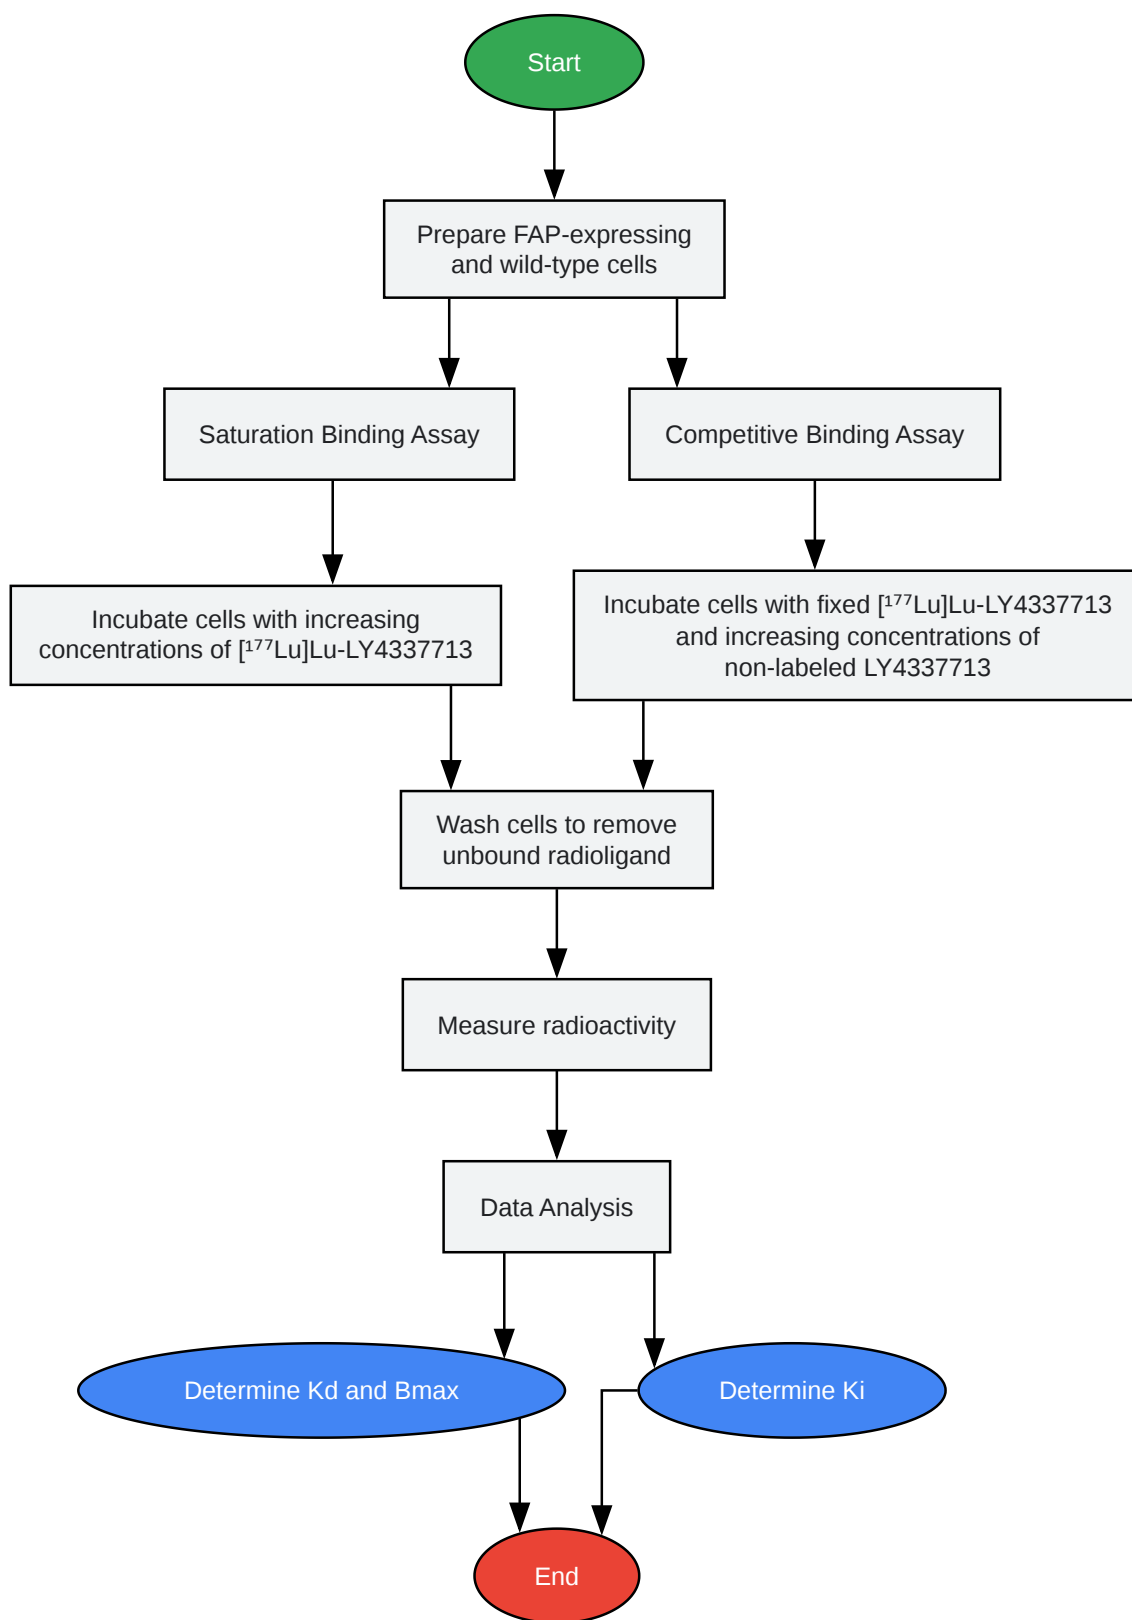 Start
Prepare FAP-expressing
and wild-type cells
Saturation Binding Assay
Competitive Binding Assay
Incubate cells with increasing
concentrations of [¹⁷⁷Lu]Lu-LY4337713
Incubate cells with fixed [¹⁷⁷Lu]Lu-LY4337713
and increasing concentrations of
non-labeled LY4337713
Wash cells to remove
unbound radioligand
Measure radioactivity
Data Analysis
Determine Kd and Bmax
Determine Ki
End